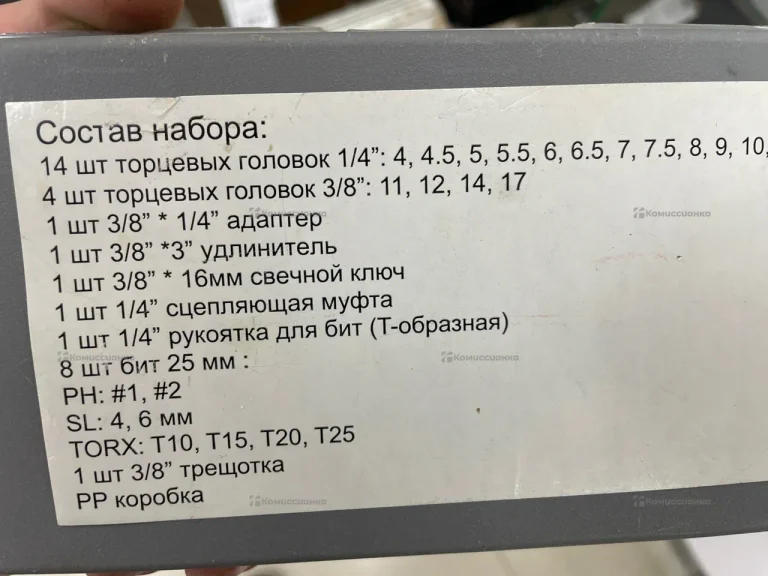 Состав набора:
14 шт торцевых головок 1/4”: 4, 4.5, 5, 5.5, 6, 6.5, 7, 7.5, 8, 9, 10,
4 шт торцевых головок 3/8”: 11, 12, 14, 17
1 шт 3/8” * 1/4” адаптер
1 шт 3/8” *3” удлинитель
1 шт 3/8” * 16мм свечной ключ
1 шт 1/4” сцепляющая муфта
1 шт 1/4” рукоятка для бит (Т-образная)
8 шт бит 25 мм :
PH: #1, #2
SL: 4, 6 мм
TORX: T10, T15, T20, T25
1 шт 3/8” трещотка
PP коробка
Комиссионка
Комиссионка
Комиссионка
Комиссионка
Комиссионка
Комиссионка